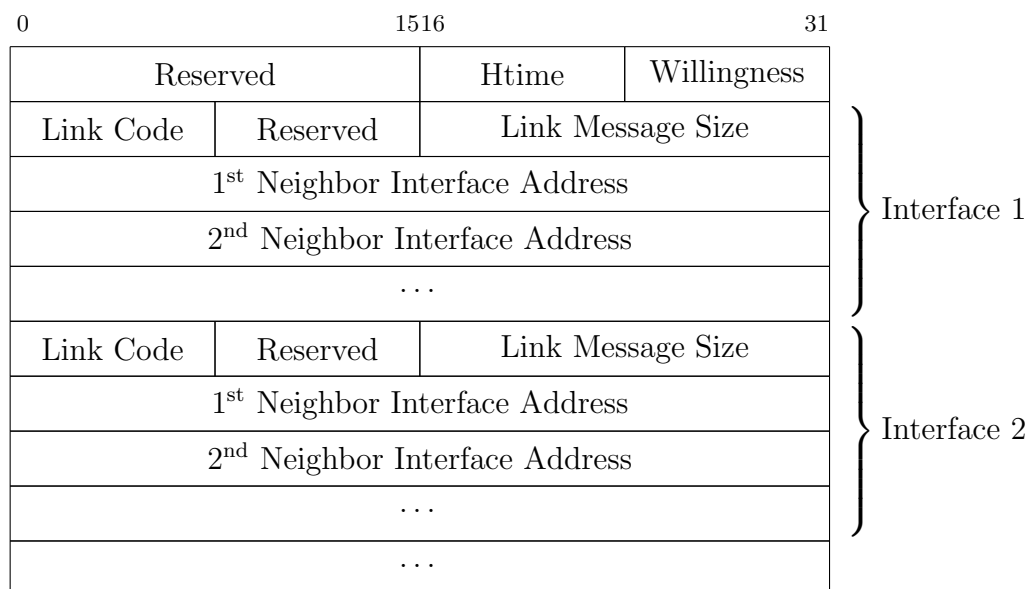 0 1516 31
Reserved Htime Willingness
Link Code Reserved Link Message Size
1st Neighbor Interface Address
2nd Neighbor Interface Address
Interface 1
. . .
Link Code Reserved Link Message Size
1st Neighbor Interface Address
2nd Neighbor Interface Address
Interface 2
. . .
. . .